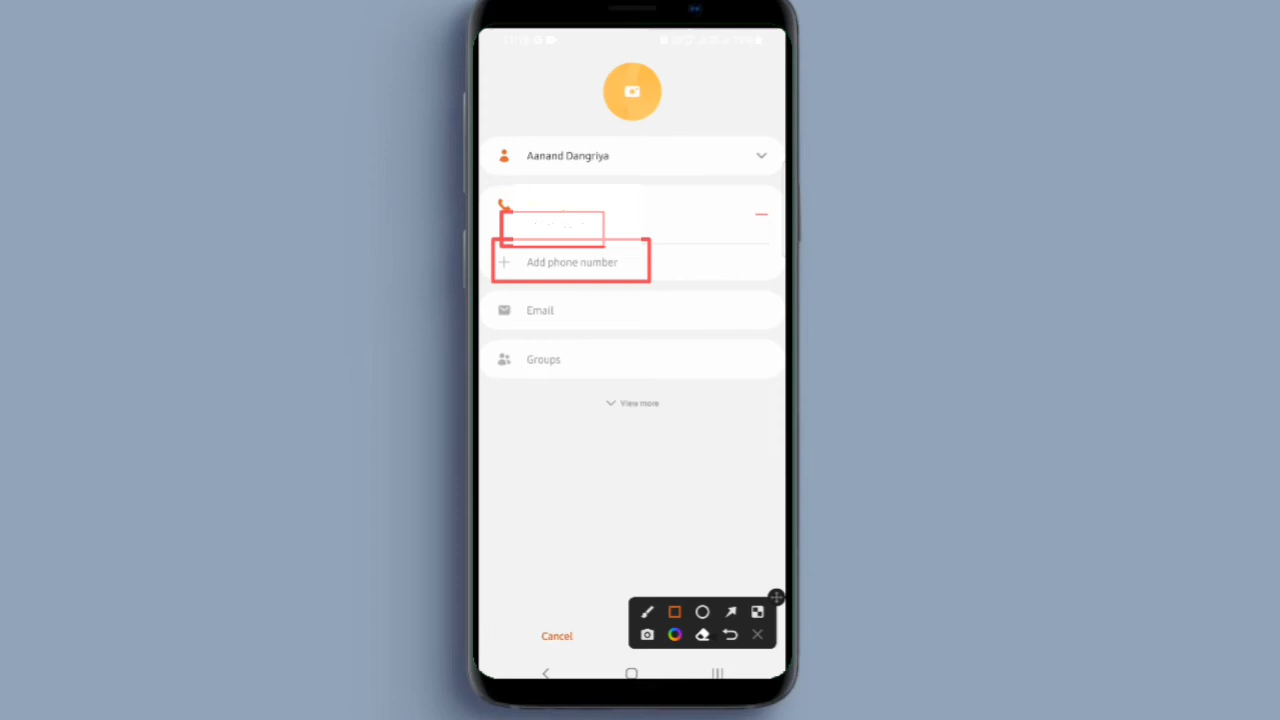 Aanand Dangriya
Add phone number
Email
Groups
View more
Cancel